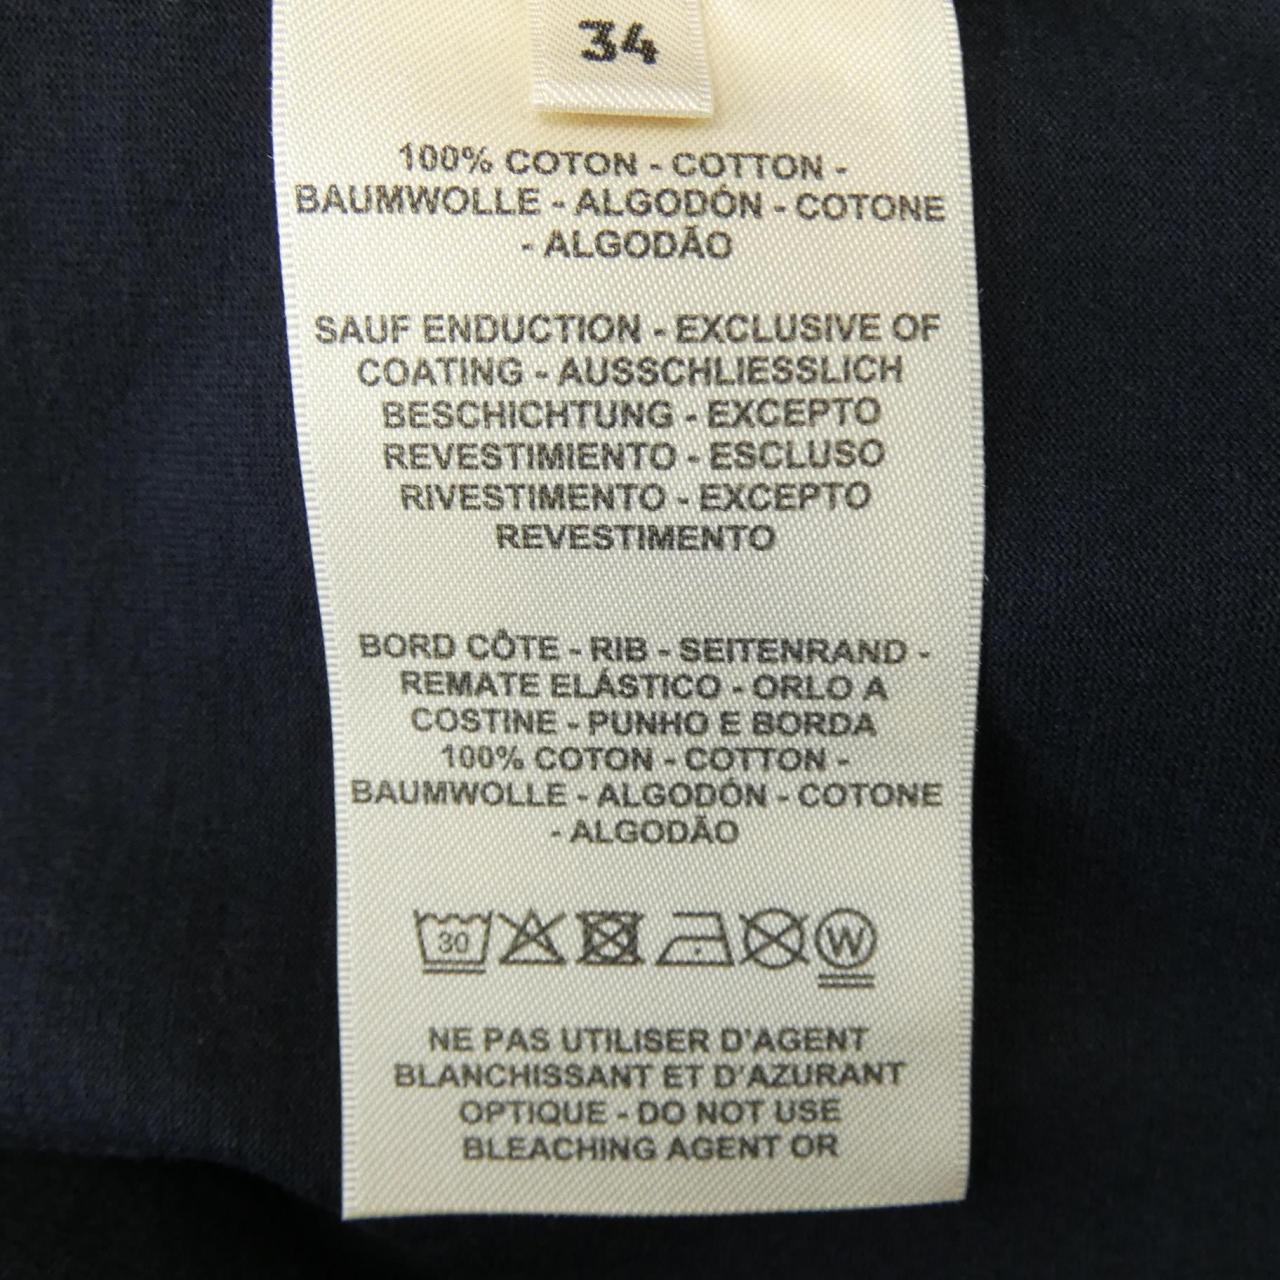 34
100% COTON - COTTON -
BAUMWOLLE - ALGODÓN - COTONE
- ALGODÃO
SAUF ENDUCTION - EXCLUSIVE OF
COATING - AUSSCHLIESSLICH
BESCHICHTUNG - EXCEPTO
REVESTIMIENTO - ESCLUSO
RIVESTIMENTO - EXCEPTO
REVESTIMENTO
BORD CÔTE - RIB - SEITENRAND -
REMATE ELÁSTICO - ORLO A
COSTINE - PUNHO E BORDA
100% COTON - COTTON -
BAUMWOLLE - ALGODÓN - COTONE
- ALGODÃO
30 W
NE PAS UTILISER D'AGENT
BLANCHISSANT ET D'AZURANT
OPTIQUE - DO NOT USE
BLEACHING AGENT OR